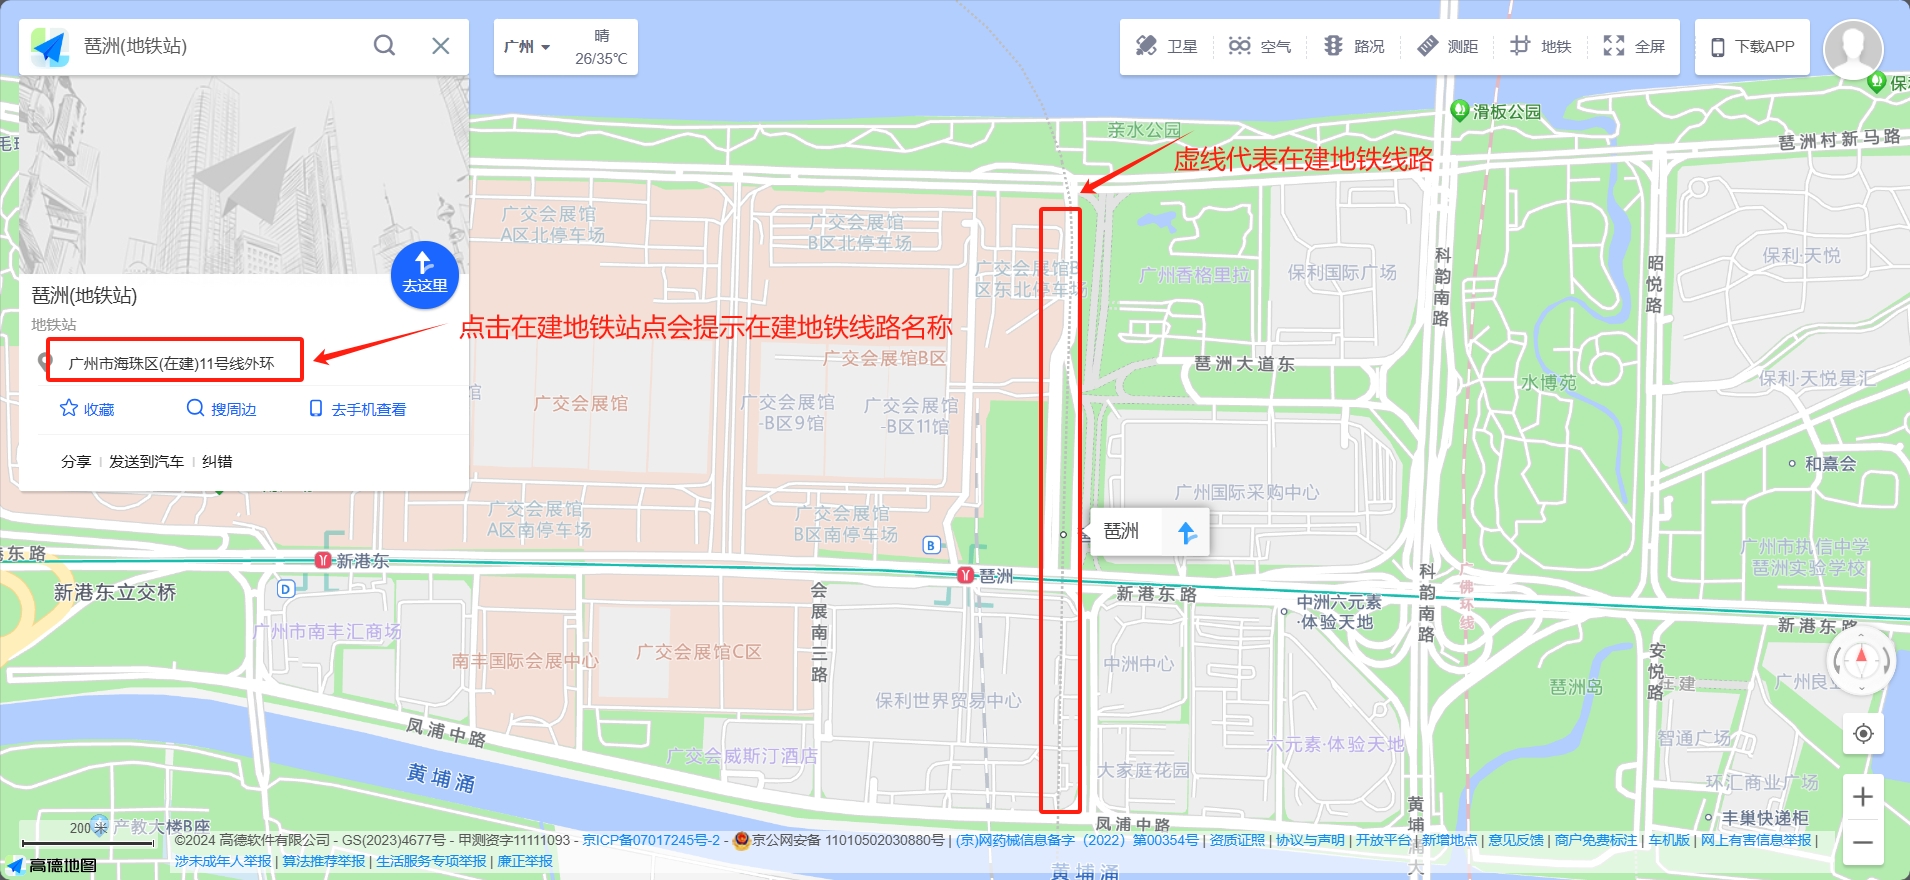 琶洲(地铁站)
广州
晴
26/35℃
卫星
空气
路况
测距
地铁
全屏
下载APP
滑板公园
亲水公园
琶洲村新马路
虚线代表在建地铁线路
广交会展馆
A区北停车场
广交会展馆
B区北停车场
广交会展馆B
区东北停车场
广州香格里拉
保利国际广场
科韵南路
昭悦路
保利·天悦
去这里
琶洲(地铁站)
地铁站
点击在建地铁站点会提示在建地铁线路名称
广州市海珠区(在建)11号线外环
广交会展馆B区
琶洲大道东
水博苑
保利·天悦星汇
收藏
搜周边
去手机查看
馆
广交会展馆
广交会展馆
-B区9馆
广交会展馆
-B区11馆
分享
发送到汽车
纠错
和熹会
广州国际采购中心
广交会展馆
A区南停车场
广交会展馆
B区南停车场
B
琶洲
港东路
新港东
琶洲
广州市执信中学
琶洲实验学校
新港东立交桥
D
会展南三路
新港东路
中洲六元素
·体验天地
科韵南路
广佛环线
新港东路
广州市南丰汇商场
南丰国际会展中心
广交会展馆C区
中洲中心
安悦路
在建
琶洲岛
保利世界贸易中心
凤浦中路
广交会威斯汀酒店
六元素·体验天地
智通广场
大家庭花园
环汇商业广场
黄埔涌
黄埔涌大
丰巢快递柜
凤浦中路
200 米
产教大楼B座
©2024 高德软件有限公司 - GS(2023)4677号 - 甲测资字11111093 - 京ICP备07017245号-2 - 京公网安备 11010502030880号 | (京)网药械信息备字（2022）第00354号 | 资质证照 | 协议与声明 | 开放平台 | 新增地点 | 意见反馈 | 商户免费标注 | 车机版 | 网上有害信息举报 |
涉未成年人举报 | 算法推荐举报 | 生活服务专项举报 | 廉正举报
高德地图
黄埔涌